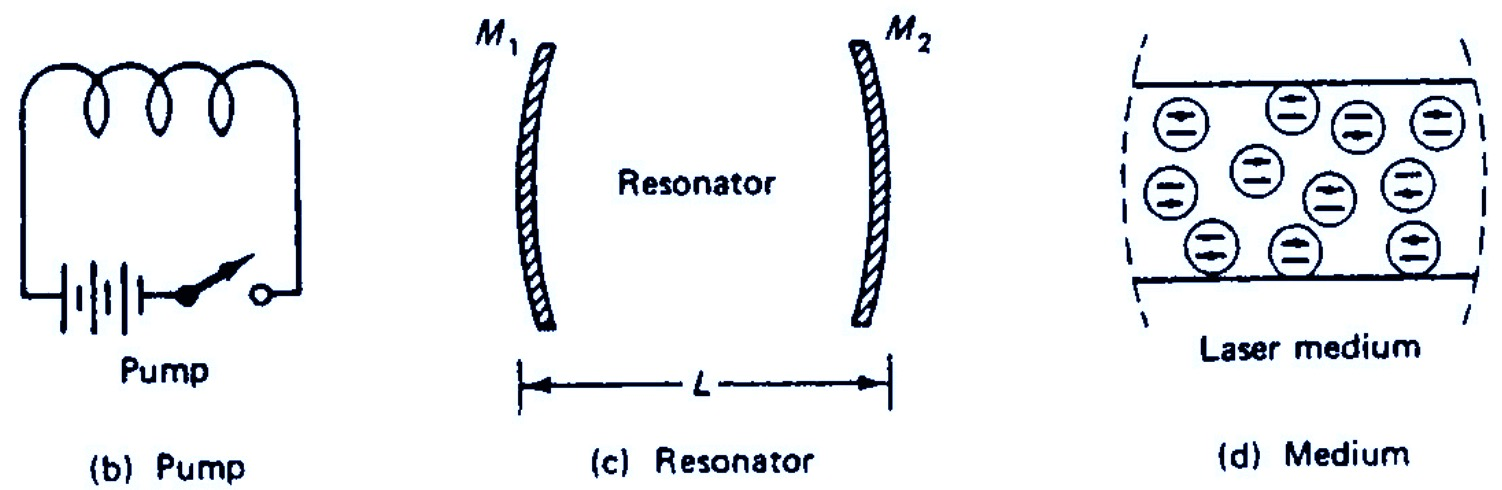 M₁
M₂
Resonator
L
Pump
Laser medium
(b) Pump
(c) Resonator
(d) Medium